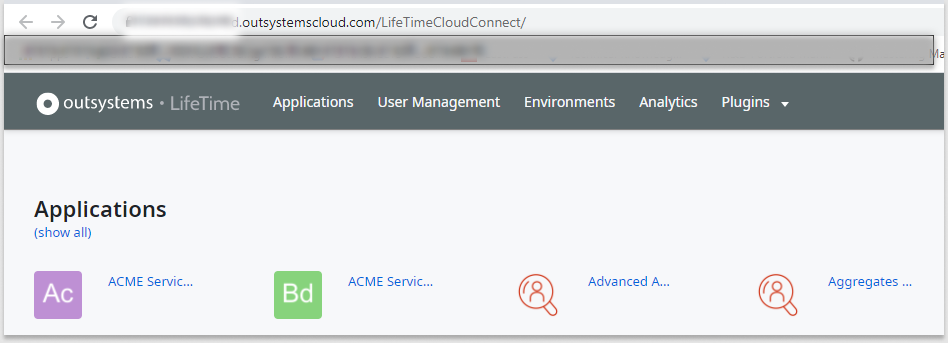 d.outsystemscloud.com/LifeTimeCloudConnect/
Ma
outsystems • LifeTime Applications User Management Environments Analytics Plugins
Applications
(show all)
Ac ACME Servic... Bd ACME Servic... Advanced A... Aggregates ...